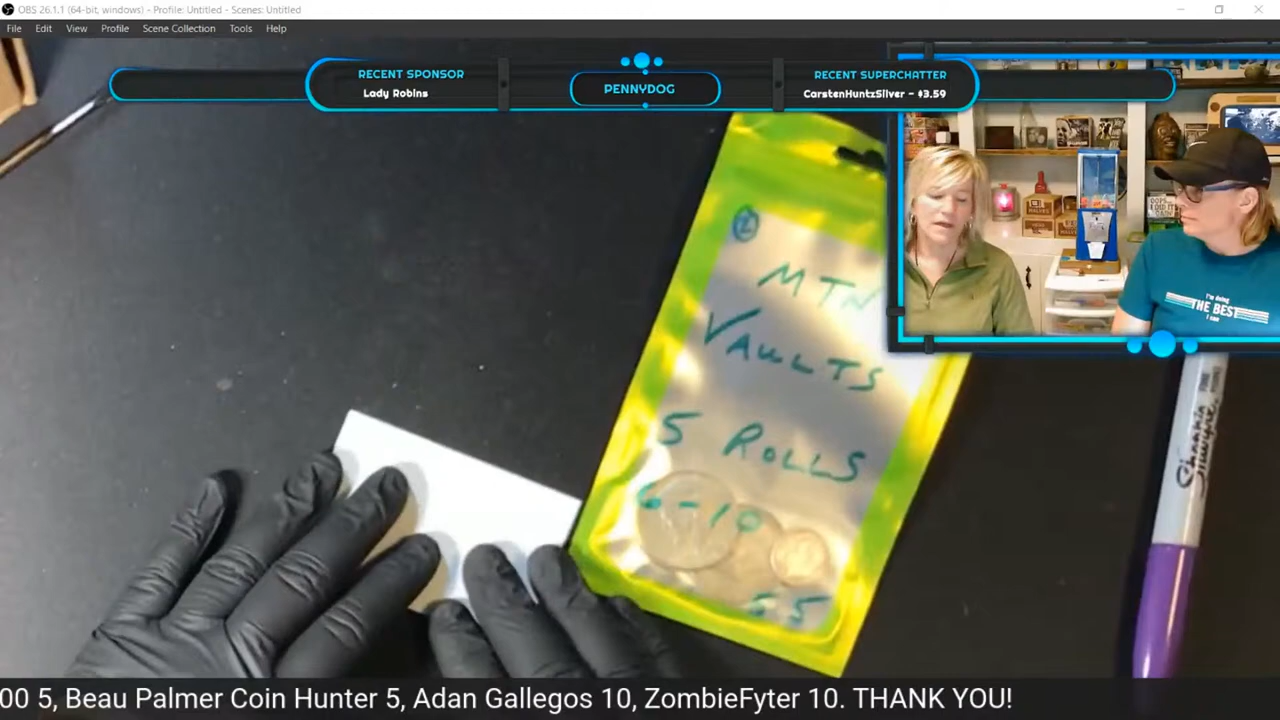 OBS 26.1.1 (64-bit, windows) - Profile: Untitled - Scenes: Untitled
File Edit View Profile Scene Collection Tools Help
RECENT SPONSOR
Lady Robins
PENNYDOG
RECENT SUPERCHATTER
CarstenHuntzSilver - $3.59
2
MTN
VAULTS
5 ROLLS
6-10
55
Sharpie
I'm doing
THE BEST
I can
00 5, Beau Palmer Coin Hunter 5, Adan Gallegos 10, ZombieFyter 10. THANK YOU!